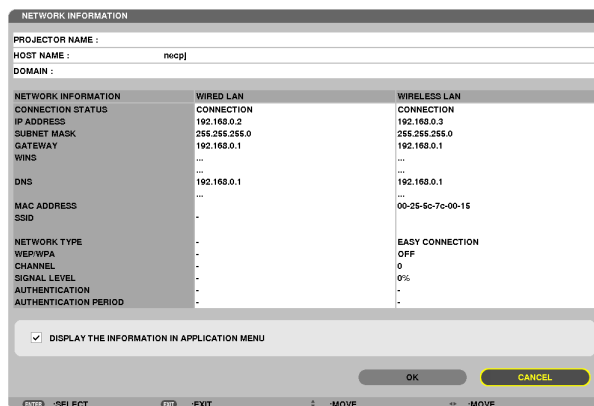 NETWORK INFORMATION
PROJECTOR NAME :
HOST NAME : necpj
DOMAIN :
NETWORK INFORMATION WIRED LAN WIRELESS LAN
CONNECTION STATUS CONNECTION CONNECTION
IP ADDRESS 192.168.0.2 192.168.0.3
SUBNET MASK 255.255.255.0 255.255.255.0
GATEWAY 192.168.0.1 192.168.0.1
WINS ... ...
... ...
DNS 192.168.0.1 192.168.0.1
... ...
MAC ADDRESS 00-25-5c-7c-00-15
SSID -
NETWORK TYPE - EASY CONNECTION
WEP/WPA - OFF
CHANNEL - 0
SIGNAL LEVEL - 0%
AUTHENTICATION - -
AUTHENTICATION PERIOD - -
DISPLAY THE INFORMATION IN APPLICATION MENU
OK CANCEL
ENTER :SELECT EXIT :EXIT :MOVE :MOVE